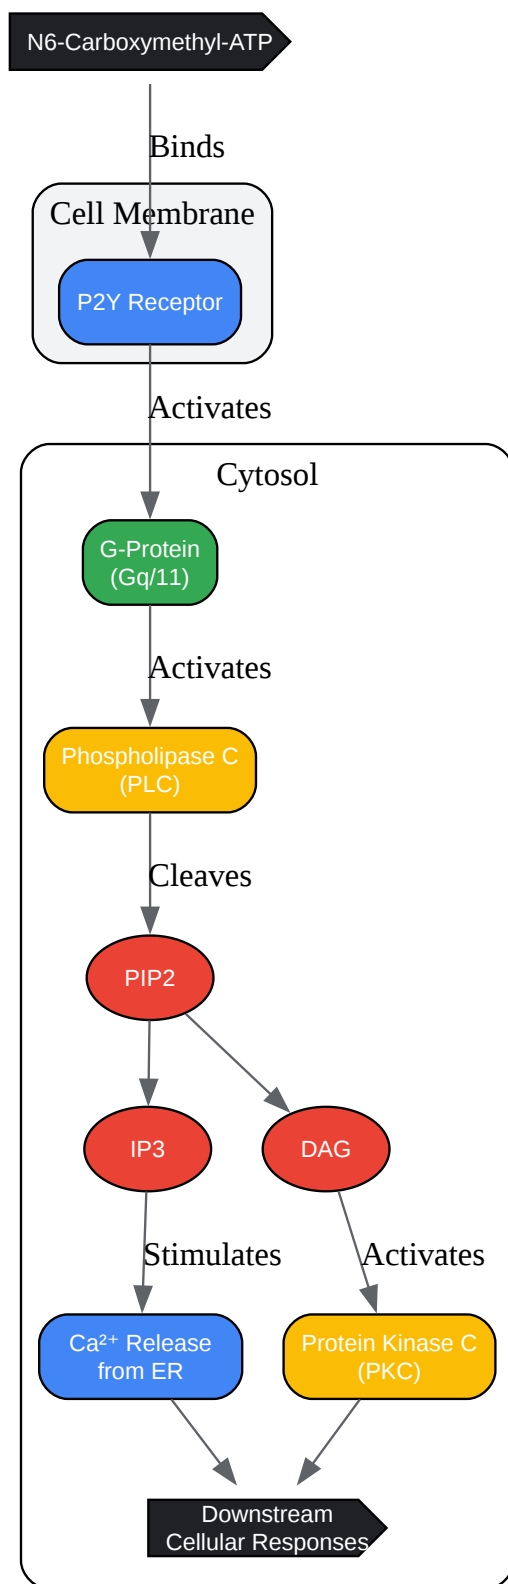 N6-Carboxymethyl-ATP
Binds
Cell Membrane
P2Y Receptor
Activates
Cytosol
G-Protein
(Gq/11)
Activates
Phospholipase C
(PLC)
Cleaves
PIP2
IP3
DAG
Stimulates
Activates
Ca²⁺ Release
from ER
Protein Kinase C
(PKC)
Downstream
Cellular Responses